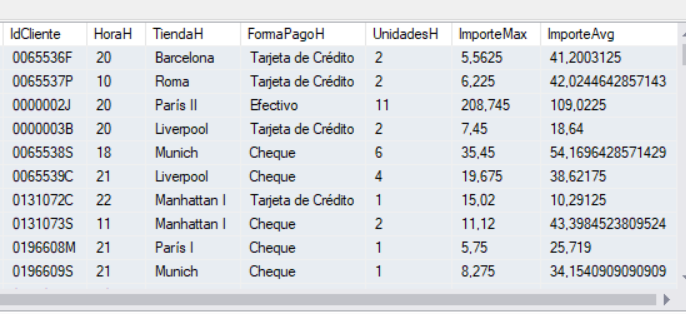 IdCliente HoraH TiendaH FormaPagoH UnidadesH ImporteMax ImporteAvg
0065536F 20 Barcelona Tarjeta de Crédito 2 5,5625 41,2003125
0065537P 10 Roma Tarjeta de Crédito 2 6,225 42,0244642857143
0000002J 20 París II Efectivo 11 208,745 109,0225
0000003B 20 Liverpool Tarjeta de Crédito 2 7,45 18,64
0065538S 18 Munich Cheque 6 35,45 54,1696428571429
0065539C 21 Liverpool Cheque 4 19,675 38,62175
0131072C 22 Manhattan I Tarjeta de Crédito 1 15,02 10,29125
0131073S 11 Manhattan I Cheque 2 11,12 43,3984523809524
0196608M 21 París I Cheque 1 5,75 25,719
0196609S 21 Munich Cheque 1 8,275 34,1540909090909